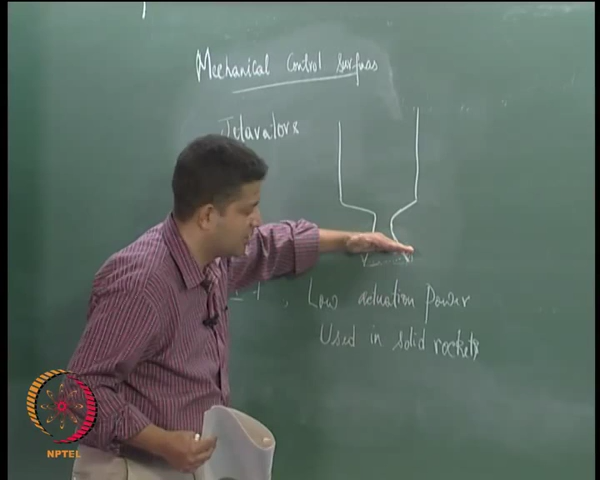 Mechanical Control Surfaces
Jetavators
, Low actuation power
Used in solid rockets
NPTEL